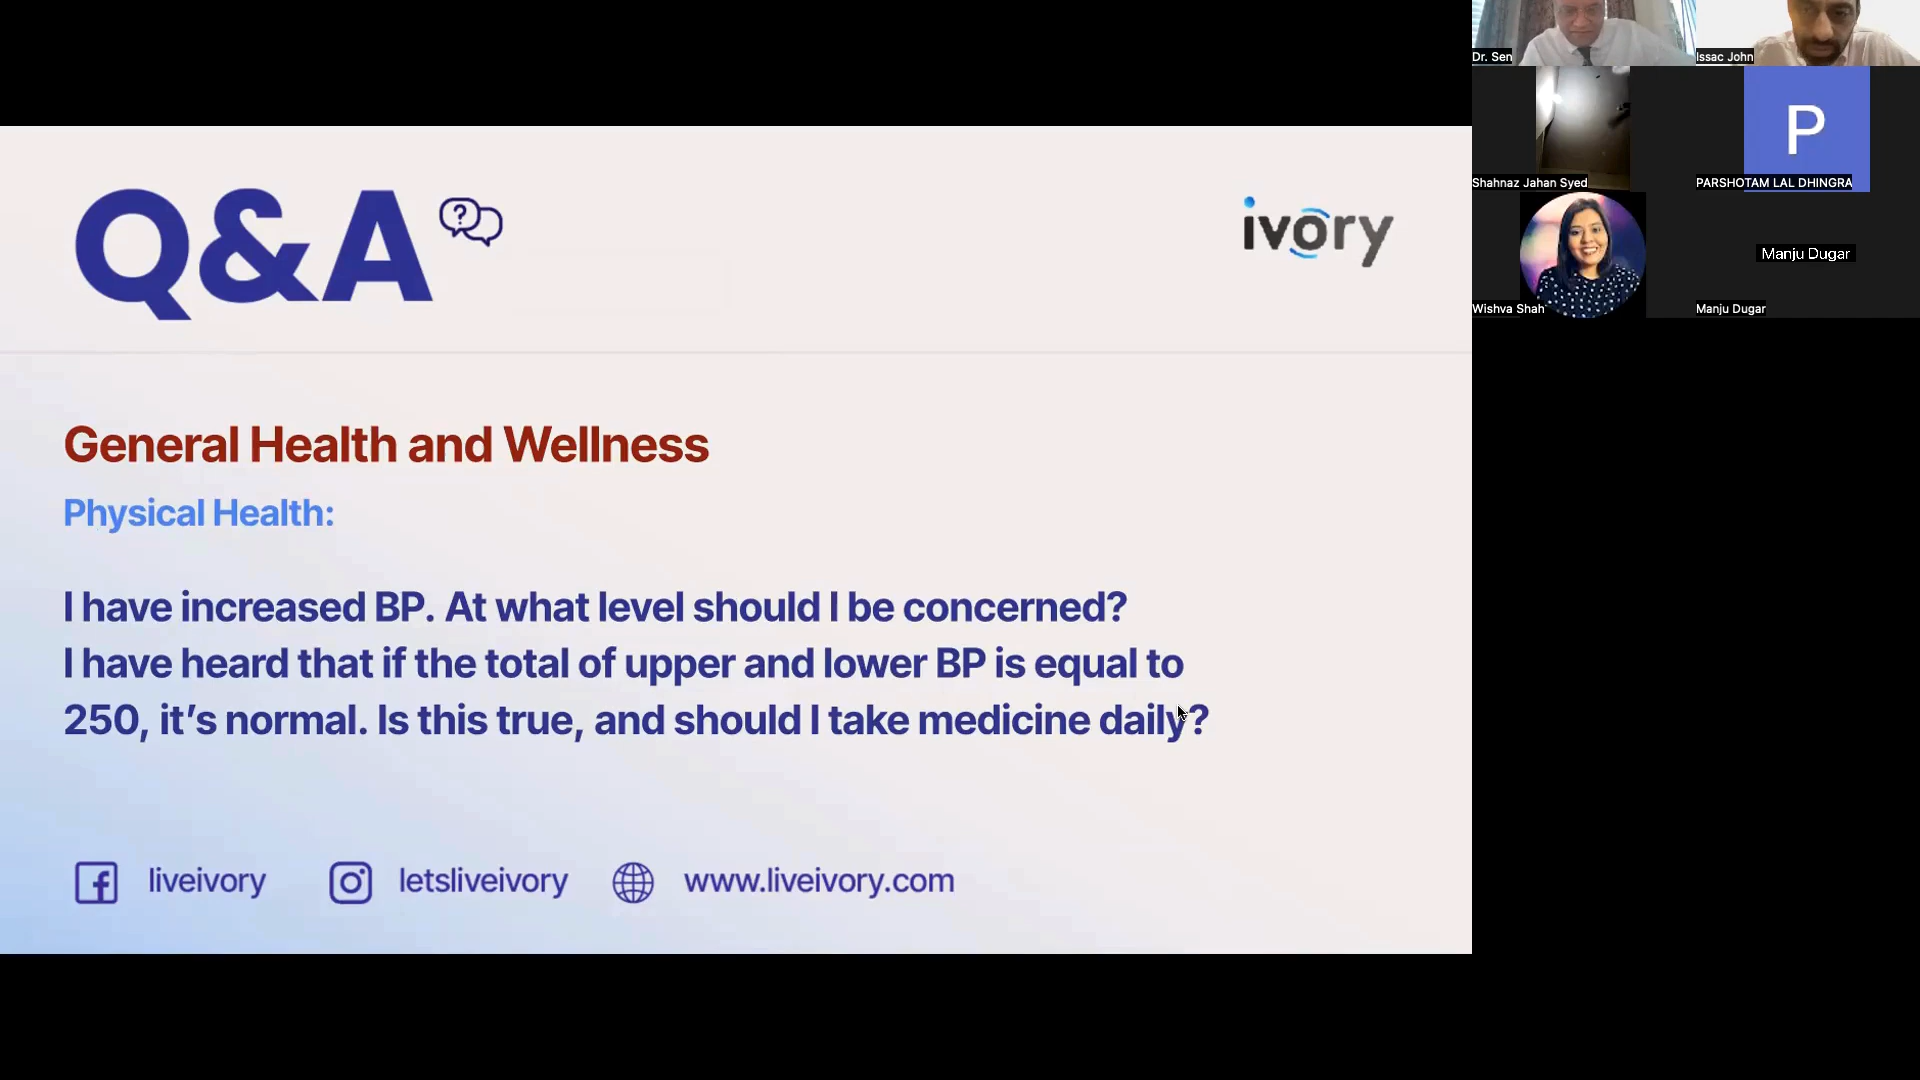 Q&A
?
ivory
General Health and Wellness
Physical Health:
I have increased BP. At what level should I be concerned?
I have heard that if the total of upper and lower BP is equal to
250, it’s normal. Is this true, and should I take medicine daily?
liveivory
letsliveivory
www.liveivory.com
Dr. Sen
Issac John
P
Shahnaz Jahan Syed
PARSHOTAM LAL DHINGRA
Manju Dugar
Wishva Shah
Manju Dugar